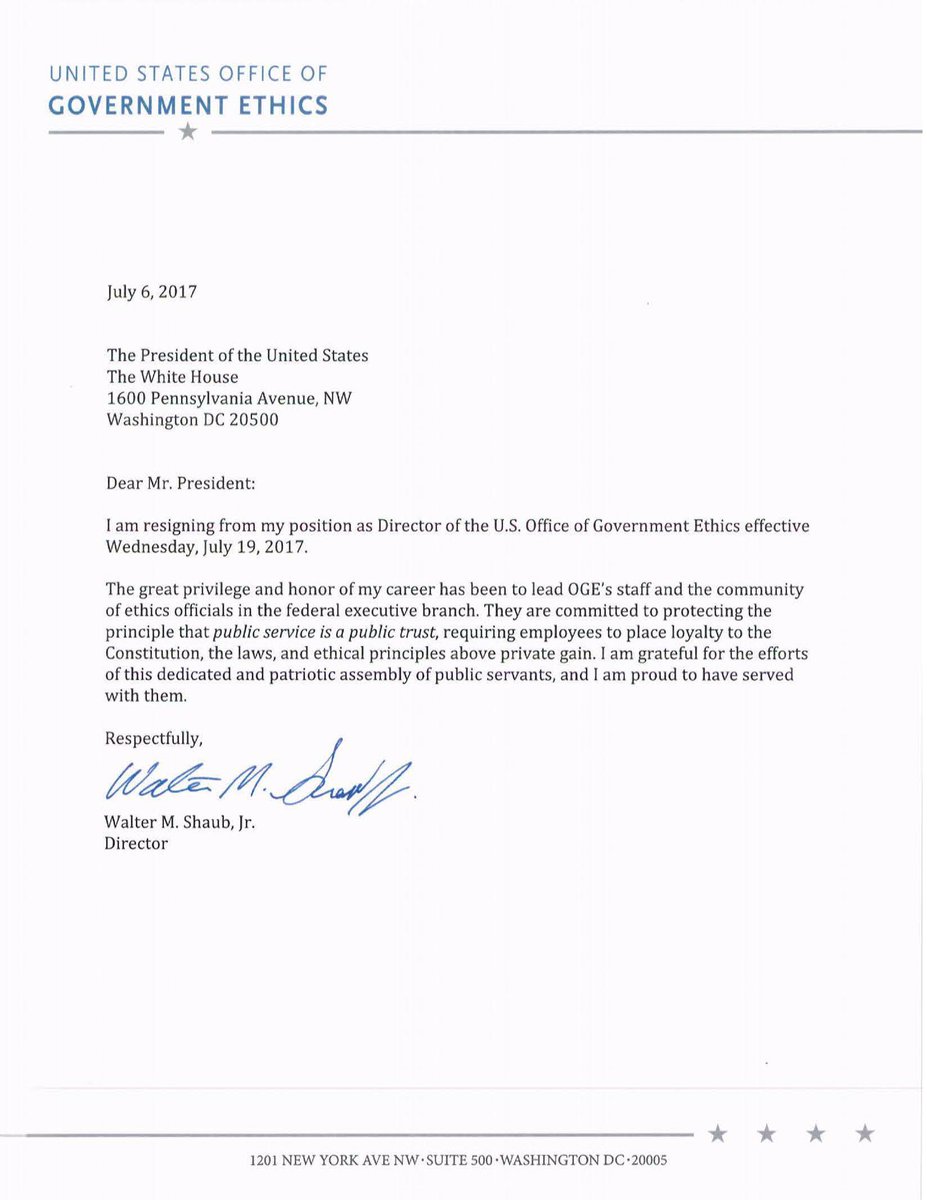 UNITED STATES OFFICE OF
GOVERNMENT ETHICS
July 6, 2017
The President of the United States
The White House
1600 Pennsylvania Avenue, NW
Washington DC 20500
Dear Mr. President:
I am resigning from my position as Director of the U.S. Office of Government Ethics effective
Wednesday, July 19, 2017.
The great privilege and honor of my career has been to lead OGE's staff and the community
of ethics officials in the federal executive branch. They are committed to protecting the
principle that public service is a public trust, requiring employees to place loyalty to the
Constitution, the laws, and ethical principles above private gain. I am grateful for the efforts
of this dedicated and patriotic assembly of public servants, and I am proud to have served
with them.
Respectfully,
Walter M. Shaub Jr.
Walter M. Shaub, Jr.
Director
1201 NEW YORK AVE NW·SUITE 500·WASHINGTON DC·20005